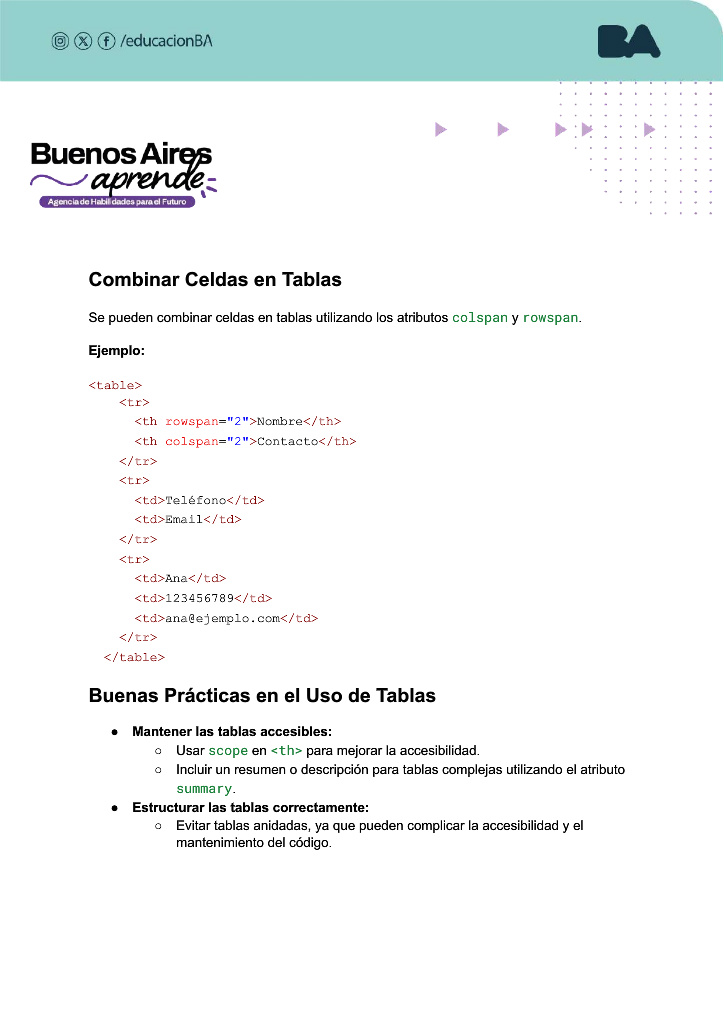 /educacionBA
BA
Buenos Aires
aprende
Agencia de Habilidades para el Futuro
Combinar Celdas en Tablas
Se pueden combinar celdas en tablas utilizando los atributos colspan y rowspan.
Ejemplo:
<table>
    <tr>
      <th rowspan="2">Nombre</th>
      <th colspan="2">Contacto</th>
    </tr>
    <tr>
      <td>Teléfono</td>
      <td>Email</td>
    </tr>
    <tr>
      <td>Ana</td>
      <td>123456789</td>
      <td>ana@ejemplo.com</td>
    </tr>
  </table>
Buenas Prácticas en el Uso de Tablas
● Mantener las tablas accesibles:
○ Usar scope en <th> para mejorar la accesibilidad.
○ Incluir un resumen o descripción para tablas complejas utilizando el atributo
summary.
● Estructurar las tablas correctamente:
○ Evitar tablas anidadas, ya que pueden complicar la accesibilidad y el
mantenimiento del código.